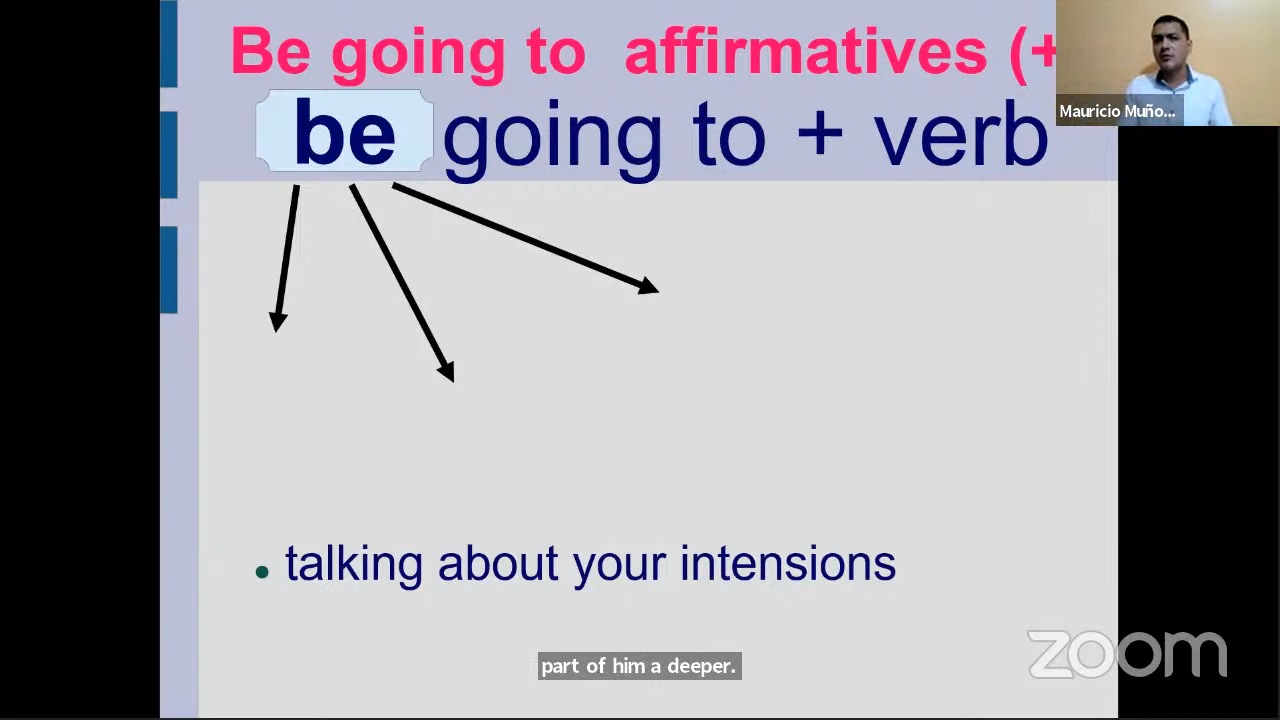 Be going to affirmatives (+
be going to + verb
Mauricio Muño...
talking about your intensions
part of him a deeper.
zoom